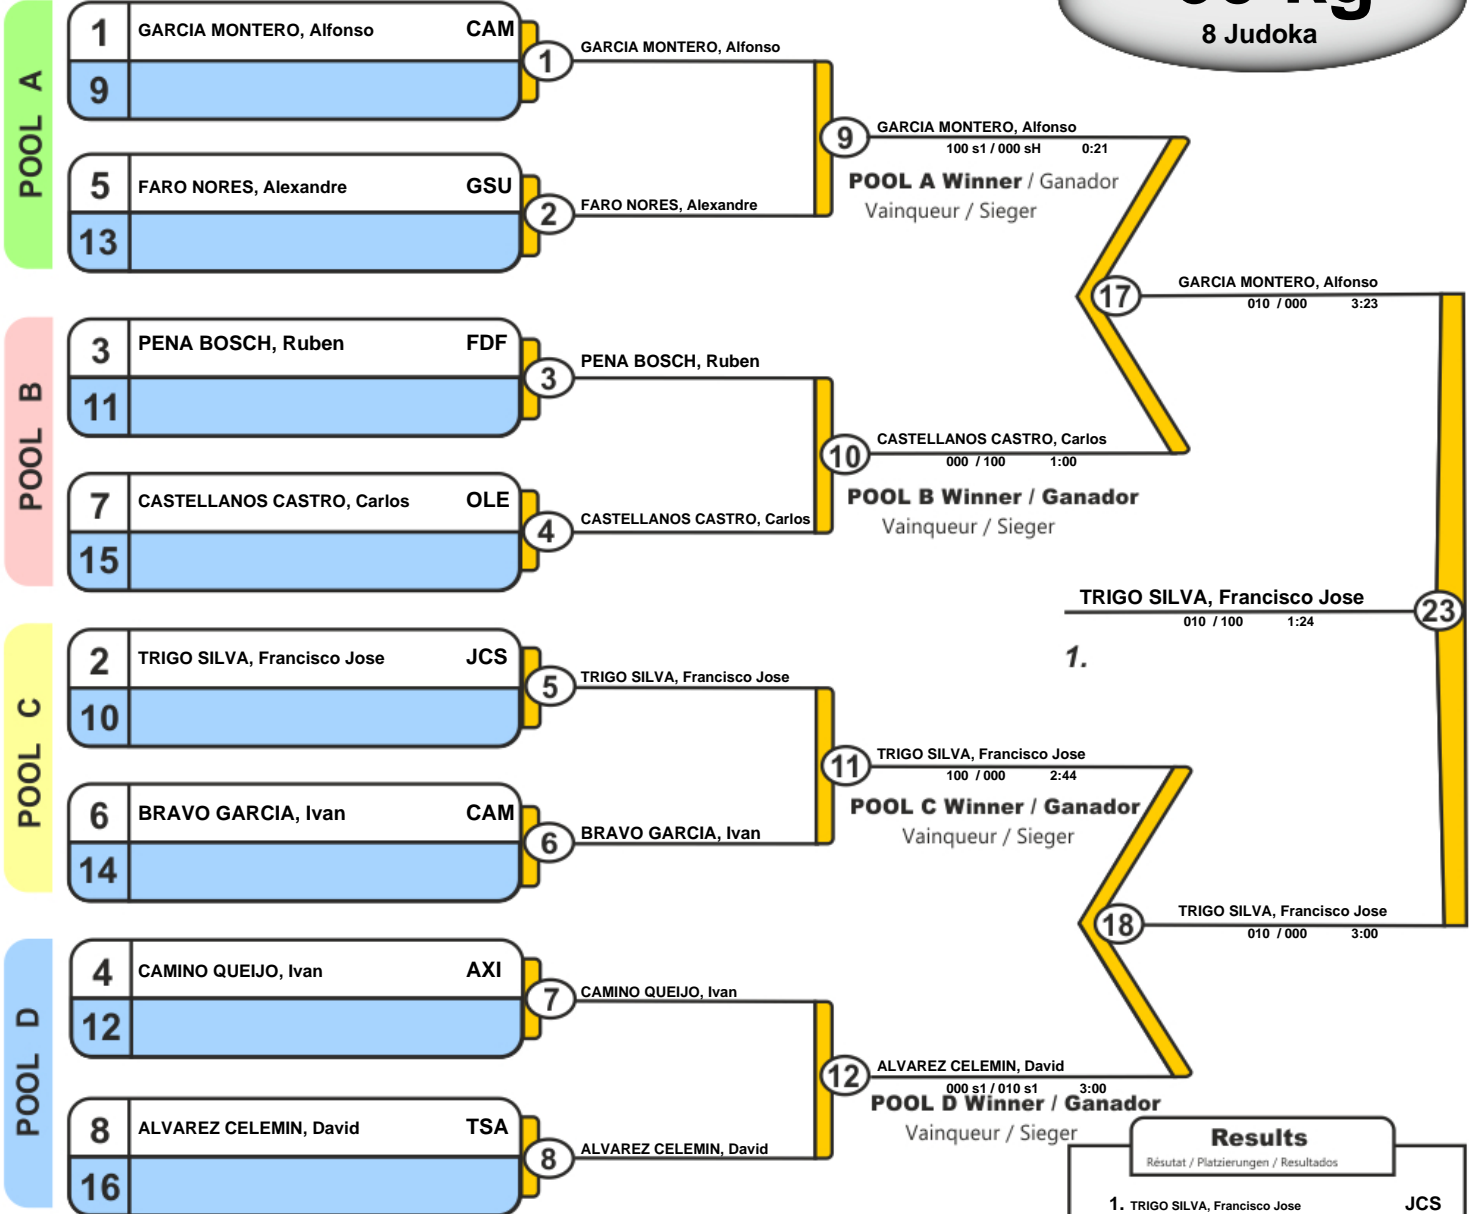 8 Judoka
POOL A
1 GARCIA MONTERO, Alfonso CAM
9
5 FARO NORES, Alexandre GSU
13
1 GARCIA MONTERO, Alfonso
2 FARO NORES, Alexandre
9 GARCIA MONTERO, Alfonso
100 s1 / 000 sH 0:21
POOL A Winner / Ganador
Vainqueur / Sieger
POOL B
3 PENA BOSCH, Ruben FDF
11
7 CASTELLANOS CASTRO, Carlos OLE
15
3 PENA BOSCH, Ruben
4 CASTELLANOS CASTRO, Carlos
10 CASTELLANOS CASTRO, Carlos
000 / 100 1:00
POOL B Winner / Ganador
Vainqueur / Sieger
17 GARCIA MONTERO, Alfonso
010 / 000 3:23
TRIGO SILVA, Francisco Jose 23
010 / 100 1:24
1.
POOL C
2 TRIGO SILVA, Francisco Jose JCS
10
6 BRAVO GARCIA, Ivan CAM
14
5 TRIGO SILVA, Francisco Jose
6 BRAVO GARCIA, Ivan
11 TRIGO SILVA, Francisco Jose
100 / 000 2:44
POOL C Winner / Ganador
Vainqueur / Sieger
POOL D
4 CAMINO QUEIJO, Ivan AXI
12
8 ALVAREZ CELEMIN, David TSA
16
7 CAMINO QUEIJO, Ivan
8 ALVAREZ CELEMIN, David
12 ALVAREZ CELEMIN, David
000 s1 / 010 s1 3:00
POOL D Winner / Ganador
Vainqueur / Sieger
18 TRIGO SILVA, Francisco Jose
010 / 000 3:00
Results
Résutat / Platzierungen / Resultados
1. TRIGO SILVA, Francisco Jose JCS